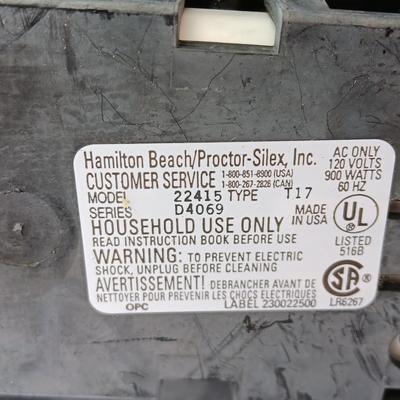 Hamilton Beach/Proctor-Silex, Inc.
CUSTOMER SERVICE 1-800-851-8900 (USA)
1-800-267-2826 (CAN)
MODEL 22415 TYPE T17
SERIES D4069
HOUSEHOLD USE ONLY
READ INSTRUCTION BOOK BEFORE USE
WARNING: TO PREVENT ELECTRIC
SHOCK, UNPLUG BEFORE CLEANING
AVERTISSEMENT! DEBRANCHER AVANT DE
NETTOYER POUR PREVENIR LES CHOCS ELECTRIQUES
OPC LABEL 230022500
AC ONLY
120 VOLTS
900 WATTS
60 HZ
MADE IN
USA
UL
LISTED
516B
SA
LR6267